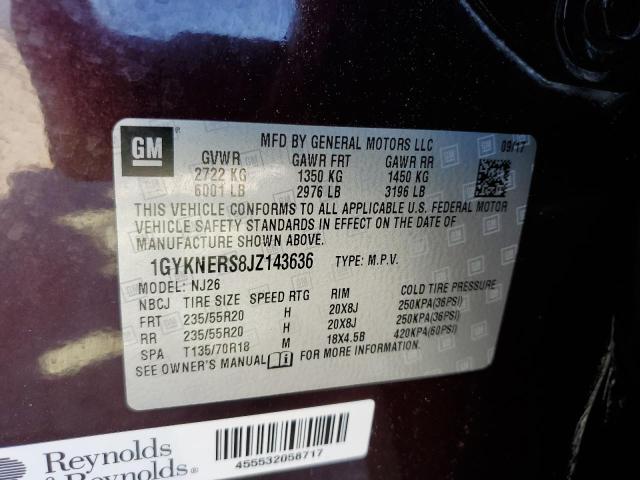 GM
MFD BY GENERAL MOTORS LLC 09/17
GVWR GAWR FRT GAWR RR
2722 KG 1350 KG 1450 KG
6001 LB 2976 LB 3196 LB
THIS VEHICLE CONFORMS TO ALL APPLICABLE U.S. FEDERAL MOTOR
VEHICLE SAFETY STANDARDS IN EFFECT ON THE DATE OF
MANUFACTURE SHOWN ABOVE.
1GYKNERS8JZ143636 TYPE: M.P.V.
MODEL: NJ26
NBCJ TIRE SIZE SPEED RTG RIM COLD TIRE PRESSURE
FRT 235/55R20 H 20X8J 250KPA(36PSI)
RR 235/55R20 H 20X8J 250KPA(36PSI)
SPA T135/70R18 M 18X4.5B 420KPA(60PSI)
SEE OWNER'S MANUAL FOR MORE INFORMATION.
Reynolds
& Reynolds®
455532058717